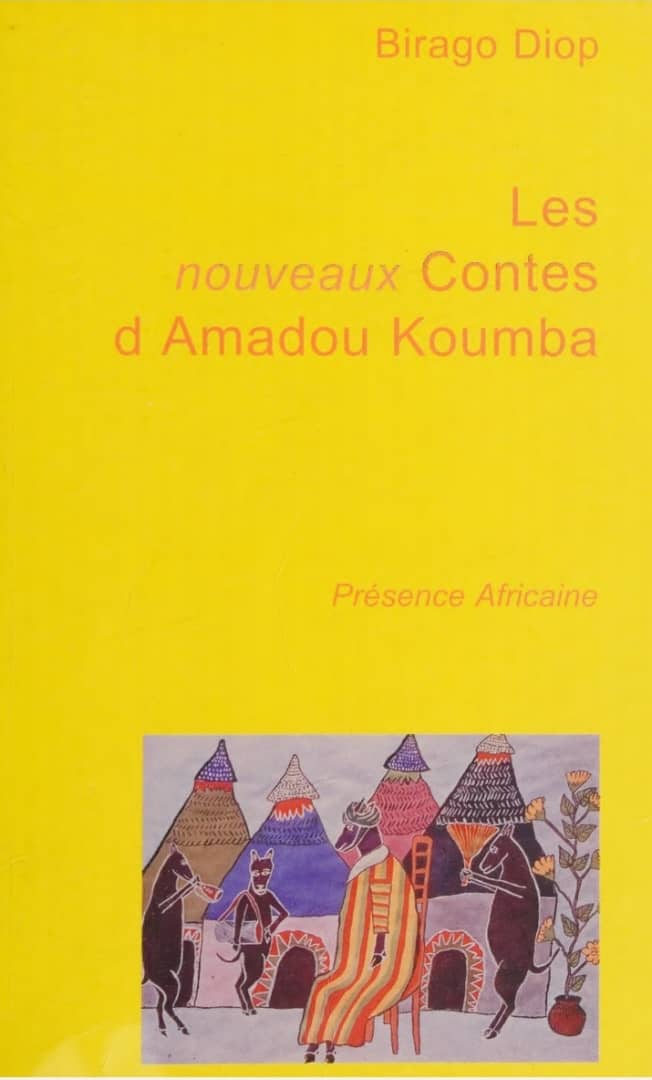 Birago Diop
Les
nouveaux Contes
d Amadou Koumba
Présence Africaine